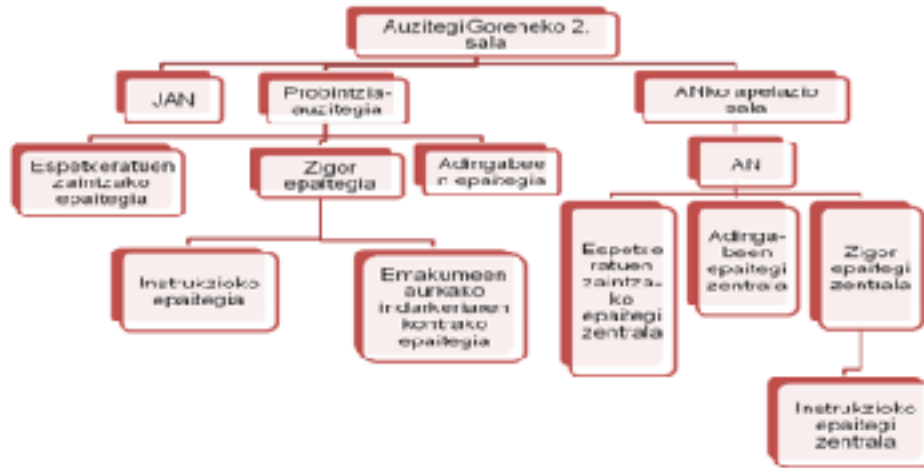 Auzitegi Goreneko 2.
sala
JAN
Probintzia-
auzitegia
ANko apelazio
sala
Espetxeratuen
zaintzako
epaitegia
Zigor
epaitegia
Adingabee
n epaitegia
AN
Instrukzioko
epaitegia
Emakumeen
aurkako
indarkeriaren
kontrako
epaitegia
Espetxe
ratuen
zaintza-
ko
epaitegi
zentrala
Adinga-
been
epaitegi
zentrala
Zigor
epaitegi
zentrala
Instrukzioko
epaitegi
zentrala